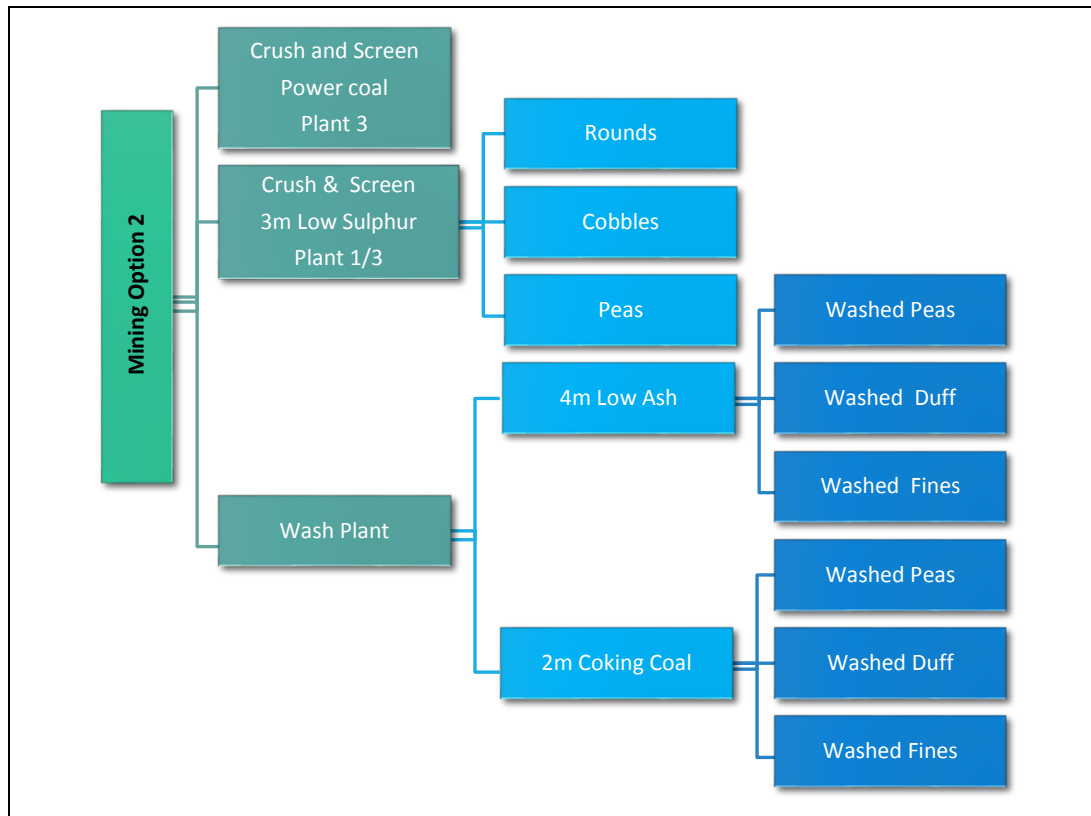 Mining Option 2
Crush and Screen
Power coal
Plant 3
Crush & Screen
3m Low Sulphur
Plant 1/3
Rounds
Cobbles
Peas
Wash Plant
4m Low Ash
Washed Peas
Washed Duff
Washed Fines
2m Coking Coal
Washed Peas
Washed Duff
Washed Fines